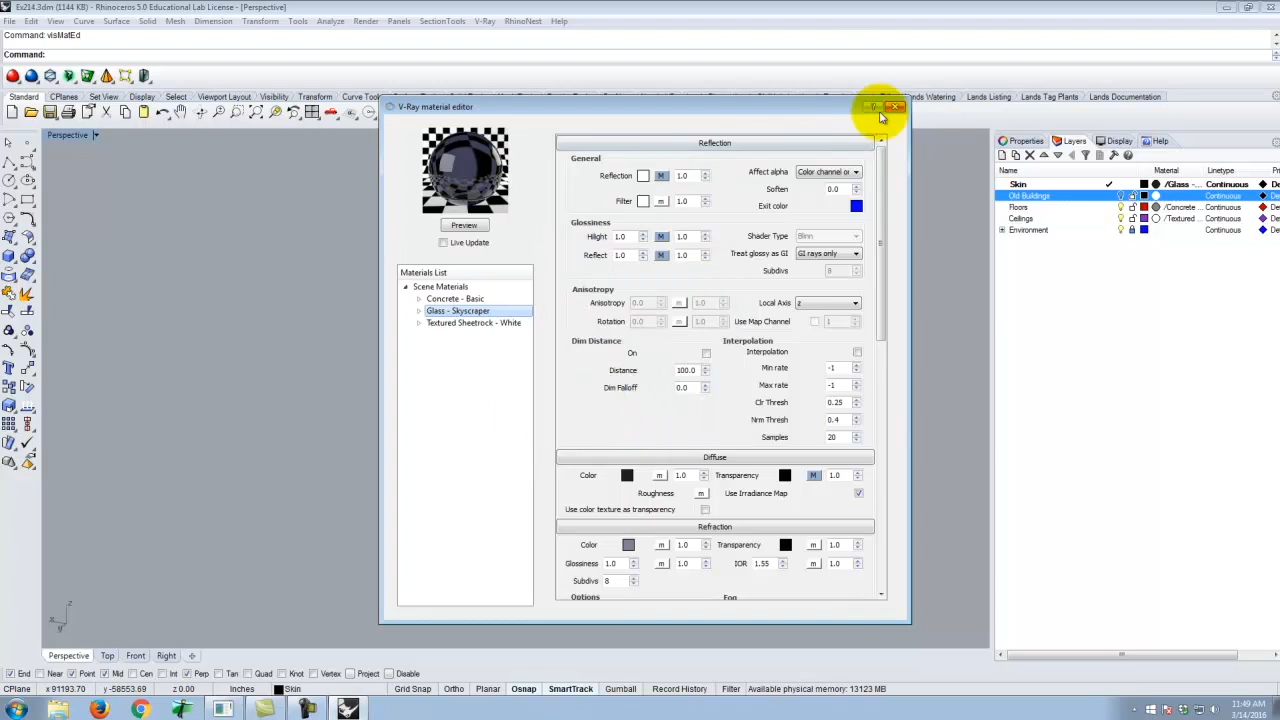 Ex214.3dm (1144 KB) - Rhinoceros 5.0 Educational Lab License - [Perspective]
File Edit View Curve Surface Solid Mesh Dimension Transform Tools Analyze Render Panels SectionTools V-Ray RhinoNest Help
Command: visMatEd
Command:
Standard CPlanes Set View Display Select Viewport Layout Visibility Transform Curve Tools Lands Watering Lands Listing Lands Tag Plants Lands Documentation
Perspective
V-Ray material editor
Preview
Live Update
Materials List
Scene Materials
Concrete - Basic
Glass - Skyscraper
Textured Sheetrock - White
Reflection
General
Reflection M 1.0 Affect alpha Color channel or
Soften 0.0
Filter m 1.0 Exit color
Glossiness
Hilight 1.0 M 1.0 Shader Type Blinn
Reflect 1.0 M 1.0 Treat glossy as GI GI rays only
Subdivs 8
Anisotropy
Anisotropy 0.0 m 1.0 Local Axis z
Rotation 0.0 m 1.0 Use Map Channel 1
Dim Distance Interpolation
On Interpolation
Distance 100.0 Min rate -1
Dim Falloff 0.0 Max rate -1
Clr Thresh 0.25
Nrm Thresh 0.4
Samples 20
Diffuse
Color m 1.0 Transparency M 1.0
Roughness m Use Irradiance Map
Use color texture as transparency
Refraction
Color m 1.0 Transparency m 1.0
Glossiness 1.0 m 1.0 IOR 1.55 m 1.0
Subdivs 8
Options Fog
Properties Layers Display Help
Name Material Linetype
Skin /Glass - ... Continuous De
Old Buildings Continuous De
Floors /Concrete ... Continuous De
Ceilings /Textured ... Continuous De
Environment Continuous De
z
x
y
Perspective Top Front Right
End Near Point Mid Cen Int Perp Tan Quad Knot Vertex Project Disable
CPlane x 91193.70 y -58553.69 z 0.00 Inches Skin Grid Snap Ortho Planar Osnap SmartTrack Gumball Record History Filter Available physical memory: 13123 MB
11:49 AM
3/14/2016